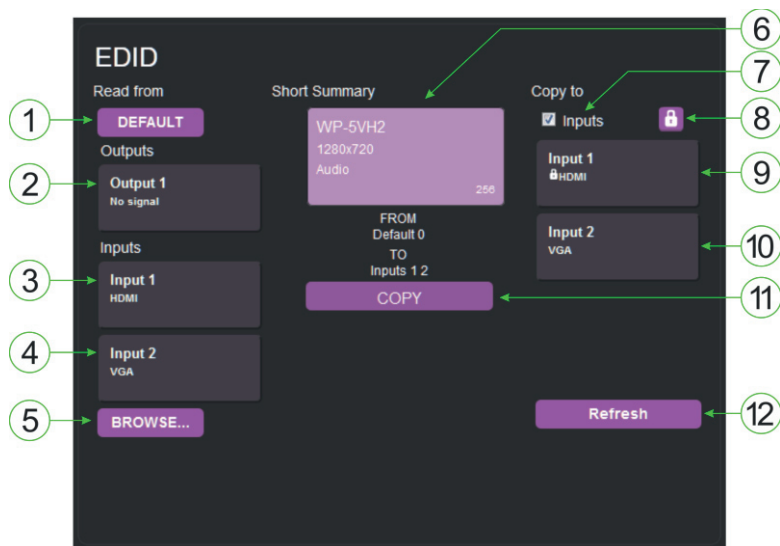 EDID
Read from
DEFAULT
Outputs
Output 1
No signal
Inputs
Input 1
HDMI
Input 2
VGA
BROWSE...
Short Summary
WP-5VH2
1280x720
Audio
256
FROM
Default 0
TO
Inputs 1 2
COPY
Copy to
Inputs
Input 1
HDMI
Input 2
VGA
Refresh
1
2
3
4
5
6
7
8
9
10
11
12